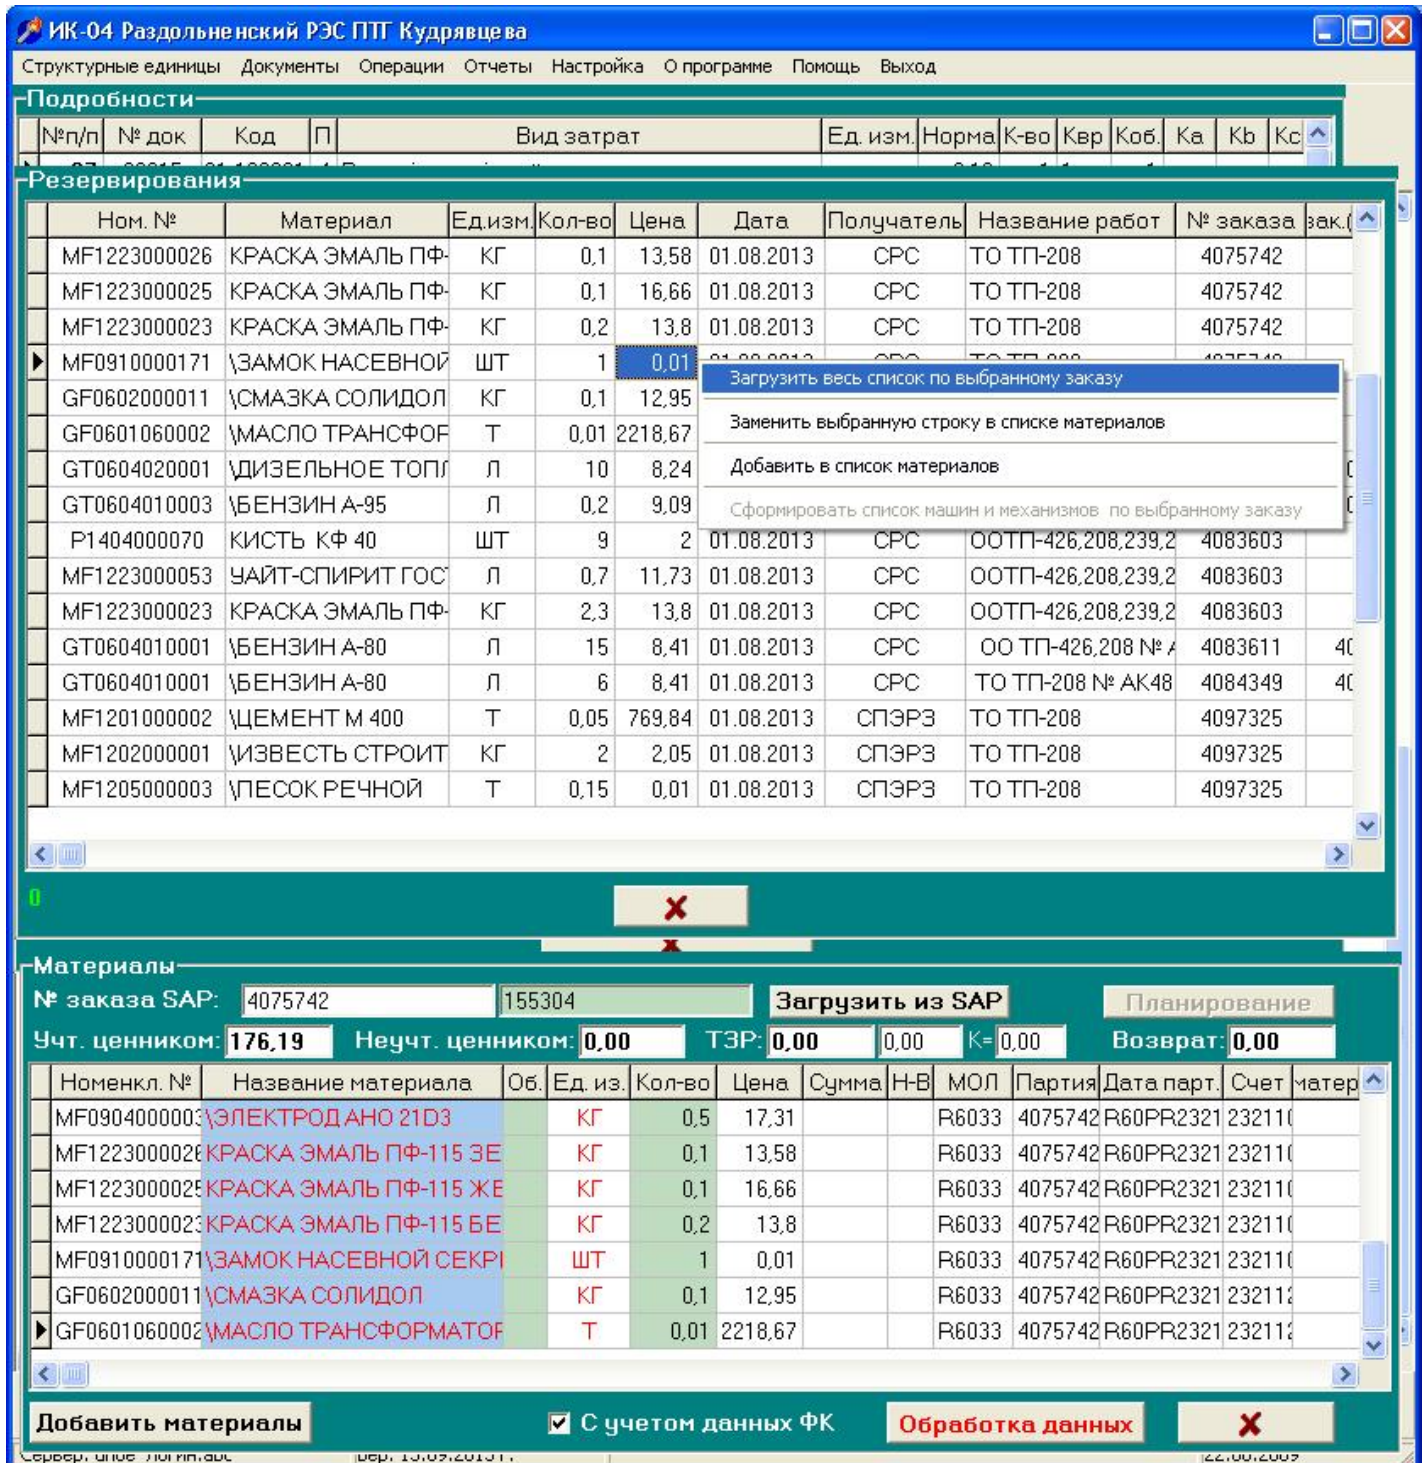 ИК-04 Раздольненский РЭС ПТГ Кудрявцева
Структурные единицы Документы Операции Отчеты Настройка О программе Помощь Выход
Подробности
№п/п № док Код П Вид затрат Ед. изм. Норма К-во Квр Коб. Ka Kb Kc
Резервирования
Ном. № Материал Ед.изм. Кол-во Цена Дата Получатель Название работ № заказа зак.(
MF1223000026 КРАСКА ЭМАЛЬ ПФ- КГ 0,1 13,58 01.08.2013 СРС ТО ТП-208 4075742
MF1223000025 КРАСКА ЭМАЛЬ ПФ- КГ 0,1 16,66 01.08.2013 СРС ТО ТП-208 4075742
MF1223000023 КРАСКА ЭМАЛЬ ПФ- КГ 0,2 13,8 01.08.2013 СРС ТО ТП-208 4075742
MF0910000171 \ЗАМОК НАСЕВНОЙ ШТ 1 0,01
Загрузить весь список по выбранному заказу
GF0602000011 \СМАЗКА СОЛИДОЛ КГ 0,1 12,95
Заменить выбранную строку в списке материалов
GF0601060002 \МАСЛО ТРАНСФОР Т 0,01 2218,67
GT0604020001 \ДИЗЕЛЬНОЕ ТОПЛ Л 10 8,24
Добавить в список материалов
GT0604010003 \БЕНЗИН А-95 Л 0,2 9,09
Сформировать список машин и механизмов по выбранному заказу
P1404000070 КИСТЬ КФ 40 ШТ 9 2 01.08.2013 СРС ООТП-426,208,239,2 4083603
MF1223000053 УАЙТ-СПИРИТ ГОСТ Л 0,7 11,73 01.08.2013 СРС ООТП-426,208,239,2 4083603
MF1223000023 КРАСКА ЭМАЛЬ ПФ- КГ 2,3 13,8 01.08.2013 СРС ООТП-426,208,239,2 4083603
GT0604010001 \БЕНЗИН А-80 Л 15 8,41 01.08.2013 СРС ОО ТП-426,208 № А 4083611 40
GT0604010001 \БЕНЗИН А-80 Л 6 8,41 01.08.2013 СРС ТО ТП-208 № АК48 4084349 40
MF1201000002 \ЦЕМЕНТ М 400 Т 0,05 769,84 01.08.2013 СПЭРЗ ТО ТП-208 4097325
MF1202000001 \ИЗВЕСТЬ СТРОИТ КГ 2 2,05 01.08.2013 СПЭРЗ ТО ТП-208 4097325
MF1205000003 \ПЕСОК РЕЧНОЙ Т 0,15 0,01 01.08.2013 СПЭРЗ ТО ТП-208 4097325
0
Материалы
№ заказа SAP: 4075742 155304 Загрузить из SAP Планирование
Учт. ценником: 176,19 Неучт. ценником: 0,00 ТЗР: 0,00 0,00 К= 0,00 Возврат: 0,00
Номенкл. № Название материала Об. Ед. из. Кол-во Цена Сумма Н-В МОЛ Партия Дата парт. Счет матер
MF0904000003 \ЭЛЕКТРОД АНО 21D3 КГ 0,5 17,31 R6033 4075742 R60PR2321 232110
MF1223000026 КРАСКА ЭМАЛЬ ПФ-115 ЗЕ КГ 0,1 13,58 R6033 4075742 R60PR2321 232110
MF1223000025 КРАСКА ЭМАЛЬ ПФ-115 ЖЕ КГ 0,1 16,66 R6033 4075742 R60PR2321 232110
MF1223000023 КРАСКА ЭМАЛЬ ПФ-115 БЕ КГ 0,2 13,8 R6033 4075742 R60PR2321 232110
MF0910000171 \ЗАМОК НАСЕВНОЙ СЕКРІ ШТ 1 0,01 R6033 4075742 R60PR2321 232110
GF0602000011 \СМАЗКА СОЛИДОЛ КГ 0,1 12,95 R6033 4075742 R60PR2321 232112
GF0601060002 \МАСЛО ТРАНСФОРМАТОР Т 0,01 2218,67 R6033 4075742 R60PR2321 232112
Добавить материалы С учетом данных ФК Обработка данных